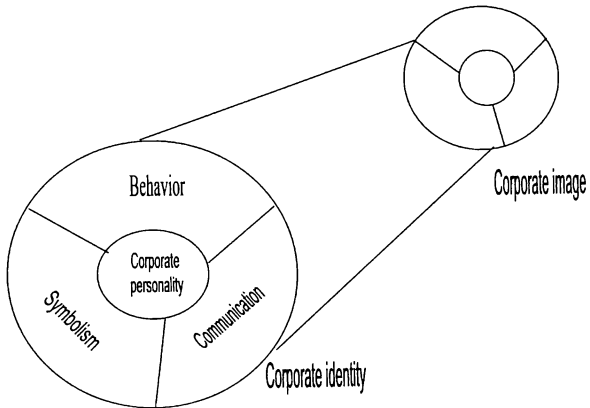 Corporate image
Behavior
Corporate
personality
Symbolism
Communication
Corporate identity